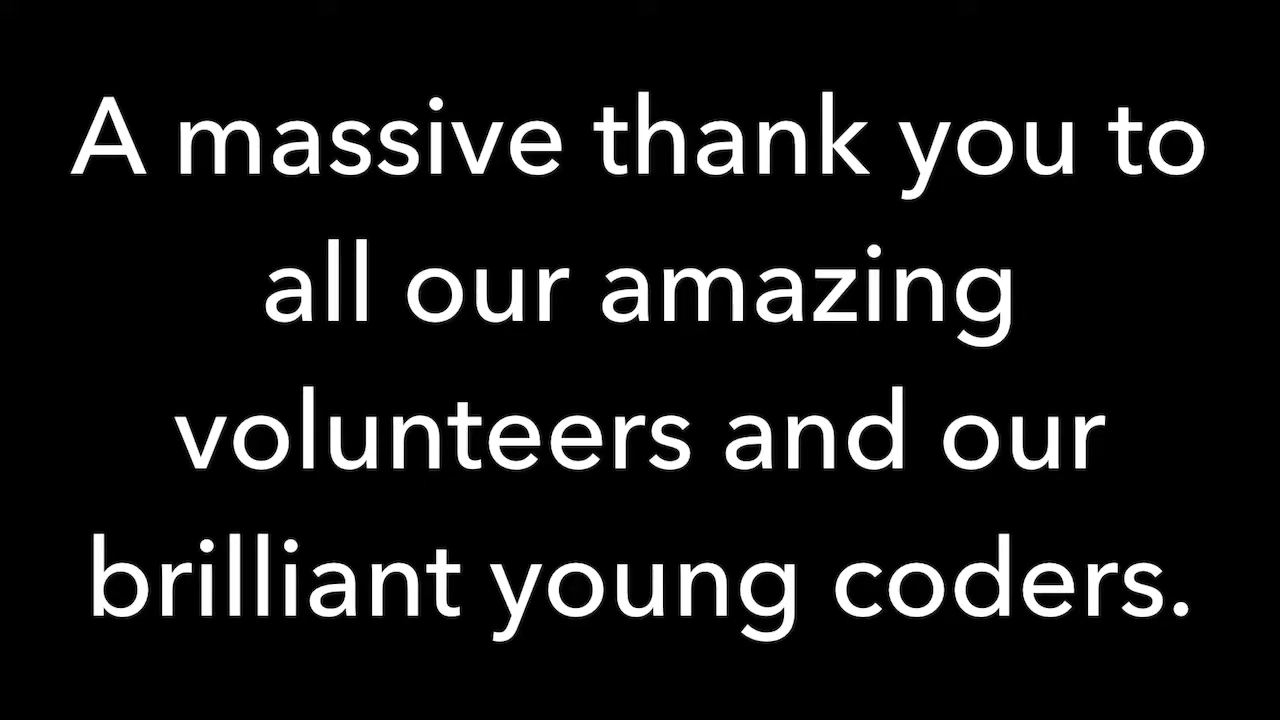 A massive thank you to
all our amazing
volunteers and our
brilliant young coders.